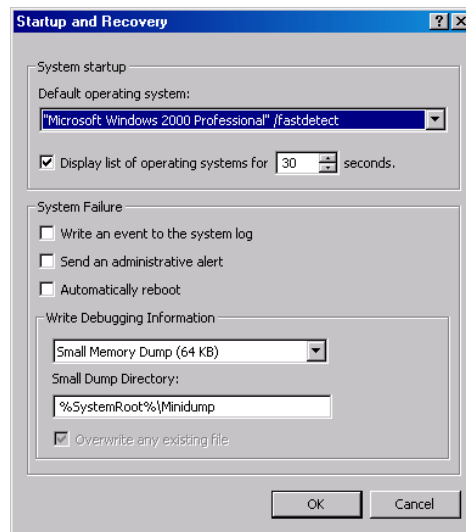 Startup and Recovery
System startup
Default operating system:
"Microsoft Windows 2000 Professional" /fastdetect
Display list of operating systems for 30 seconds.
System Failure
Write an event to the system log
Send an administrative alert
Automatically reboot
Write Debugging Information
Small Memory Dump (64 KB)
Small Dump Directory:
%SystemRoot%\Minidump
Overwrite any existing file
OK Cancel